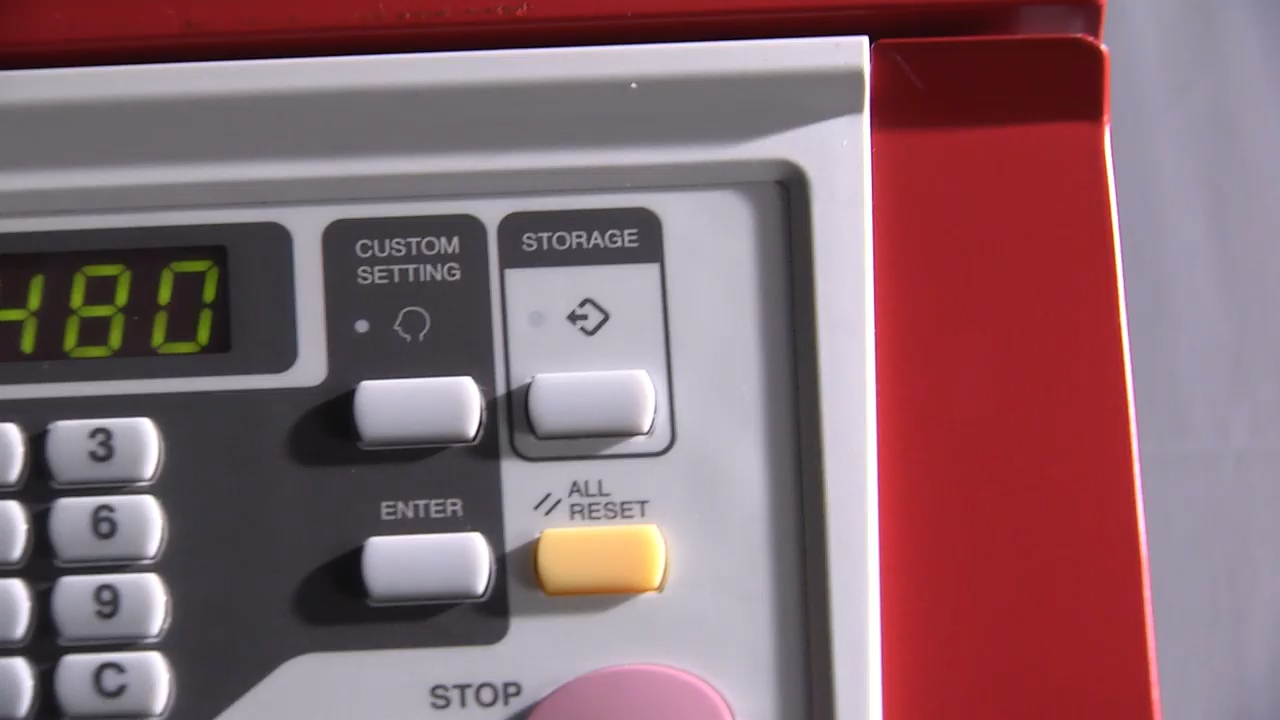 CUSTOM
SETTING
STORAGE
480
3
6
9
C
ENTER
ALL
RESET
STOP